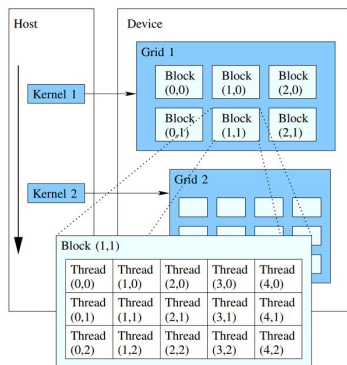 Host
Device
Grid 1
Block Block Block
(0,0) (1,0) (2,0)
Kernel 1
Block Block Block
(0,1) (1,1) (2,1)
Grid 2
Kernel 2
Block (1,1)
Thread Thread Thread Thread Thread
(0,0) (1,0) (2,0) (3,0) (4,0)
Thread Thread Thread Thread Thread
(0,1) (1,1) (2,1) (3,1) (4,1)
Thread Thread Thread Thread Thread
(0,2) (1,2) (2,2) (3,2) (4,2)